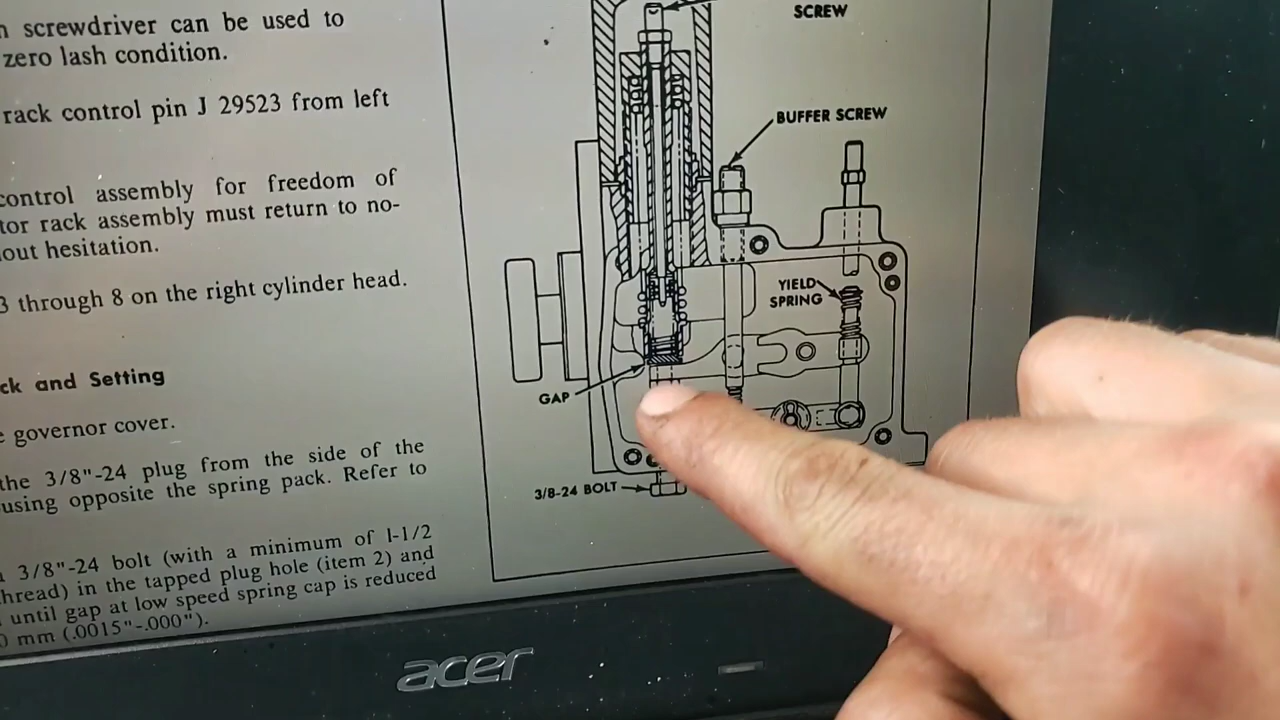 screwdriver can be used to
zero lash condition.
rack control pin J 29523 from left
control assembly for freedom of
tor rack assembly must return to no-
out hesitation.
3 through 8 on the right cylinder head.
ck and Setting
governor cover.
the 3/8"-24 plug from the side of the
using opposite the spring pack. Refer to
3/8"-24 bolt (with a minimum of 1-1/2
hread) in the tapped plug hole (item 2) and
until gap at low speed spring cap is reduced
0 mm (.0015"-.000").
SCREW
BUFFER SCREW
YIELD
SPRING
GAP
3/8-24 BOLT
acer